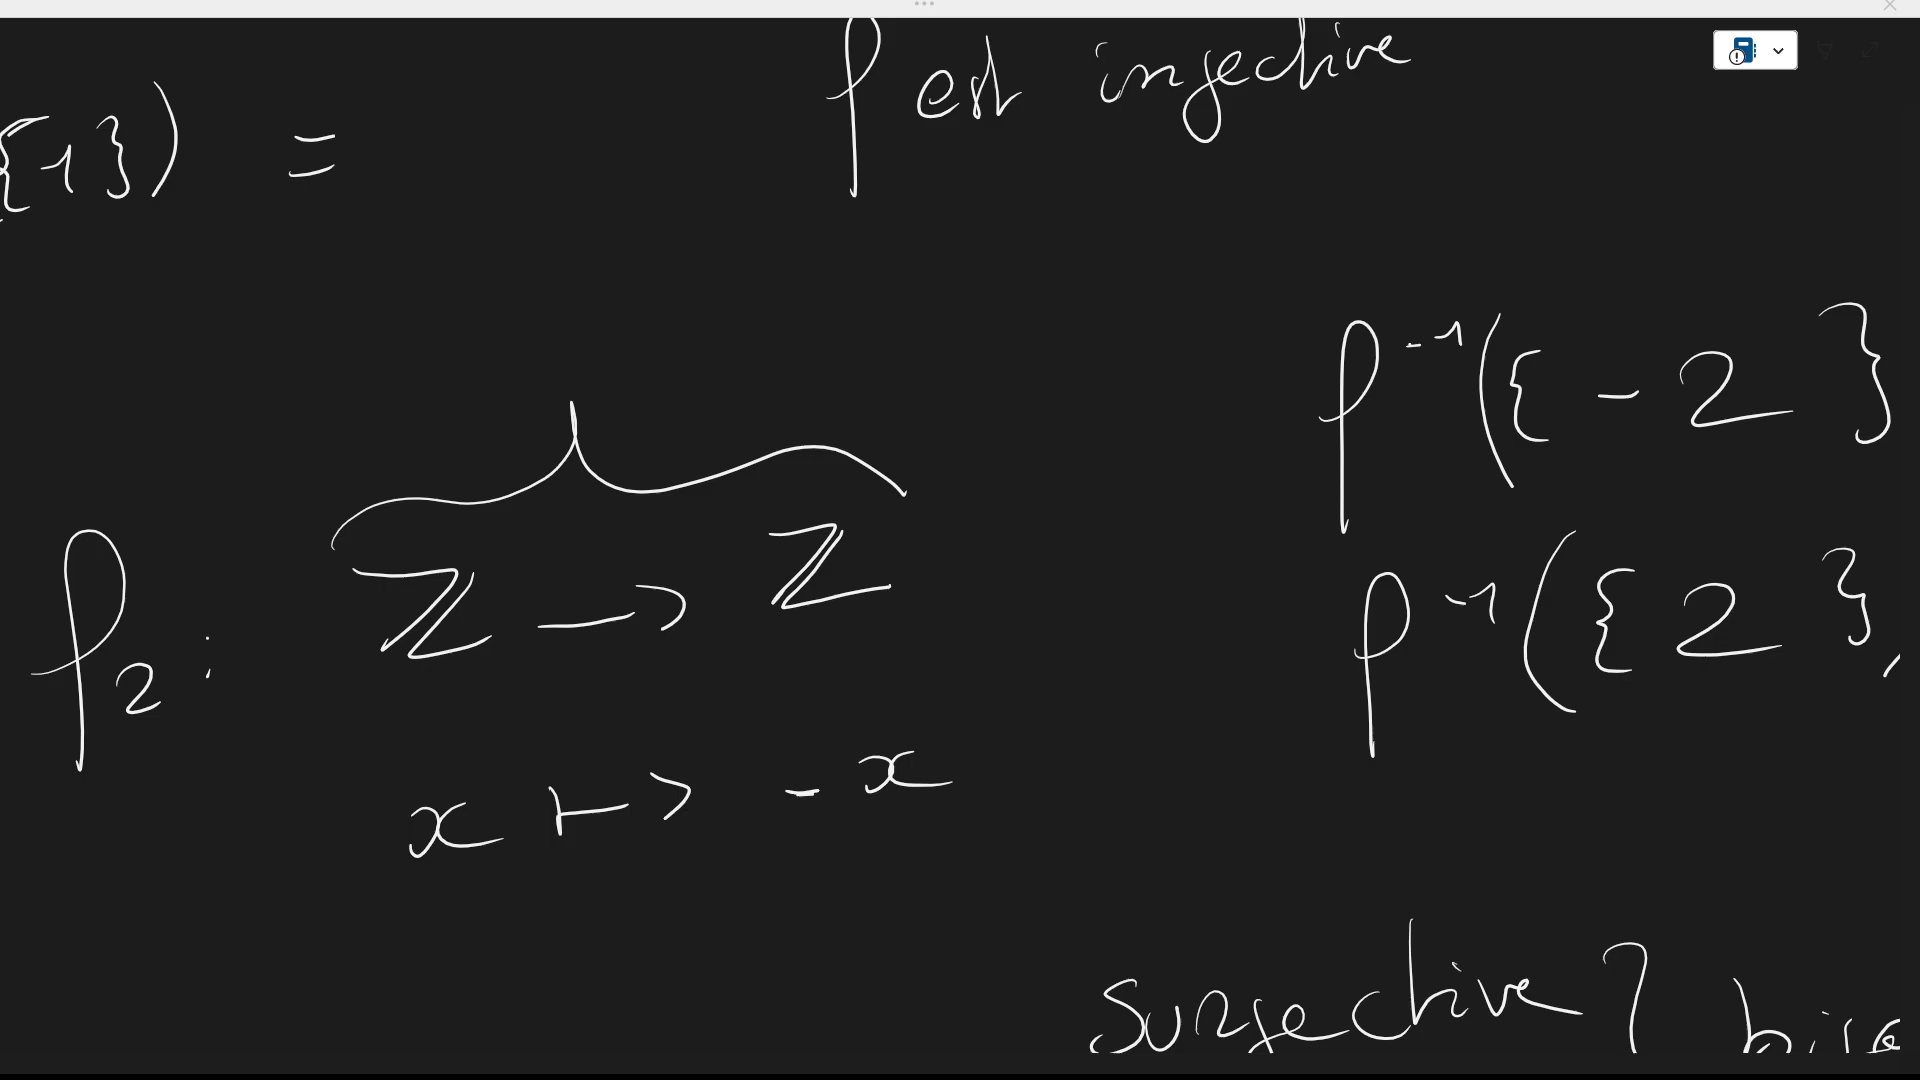 f est injective
{1}) =
f⁻¹({-2}
f₂ : ℤ → ℤ
f⁻¹({2},
x ↦ -x
surjective ?